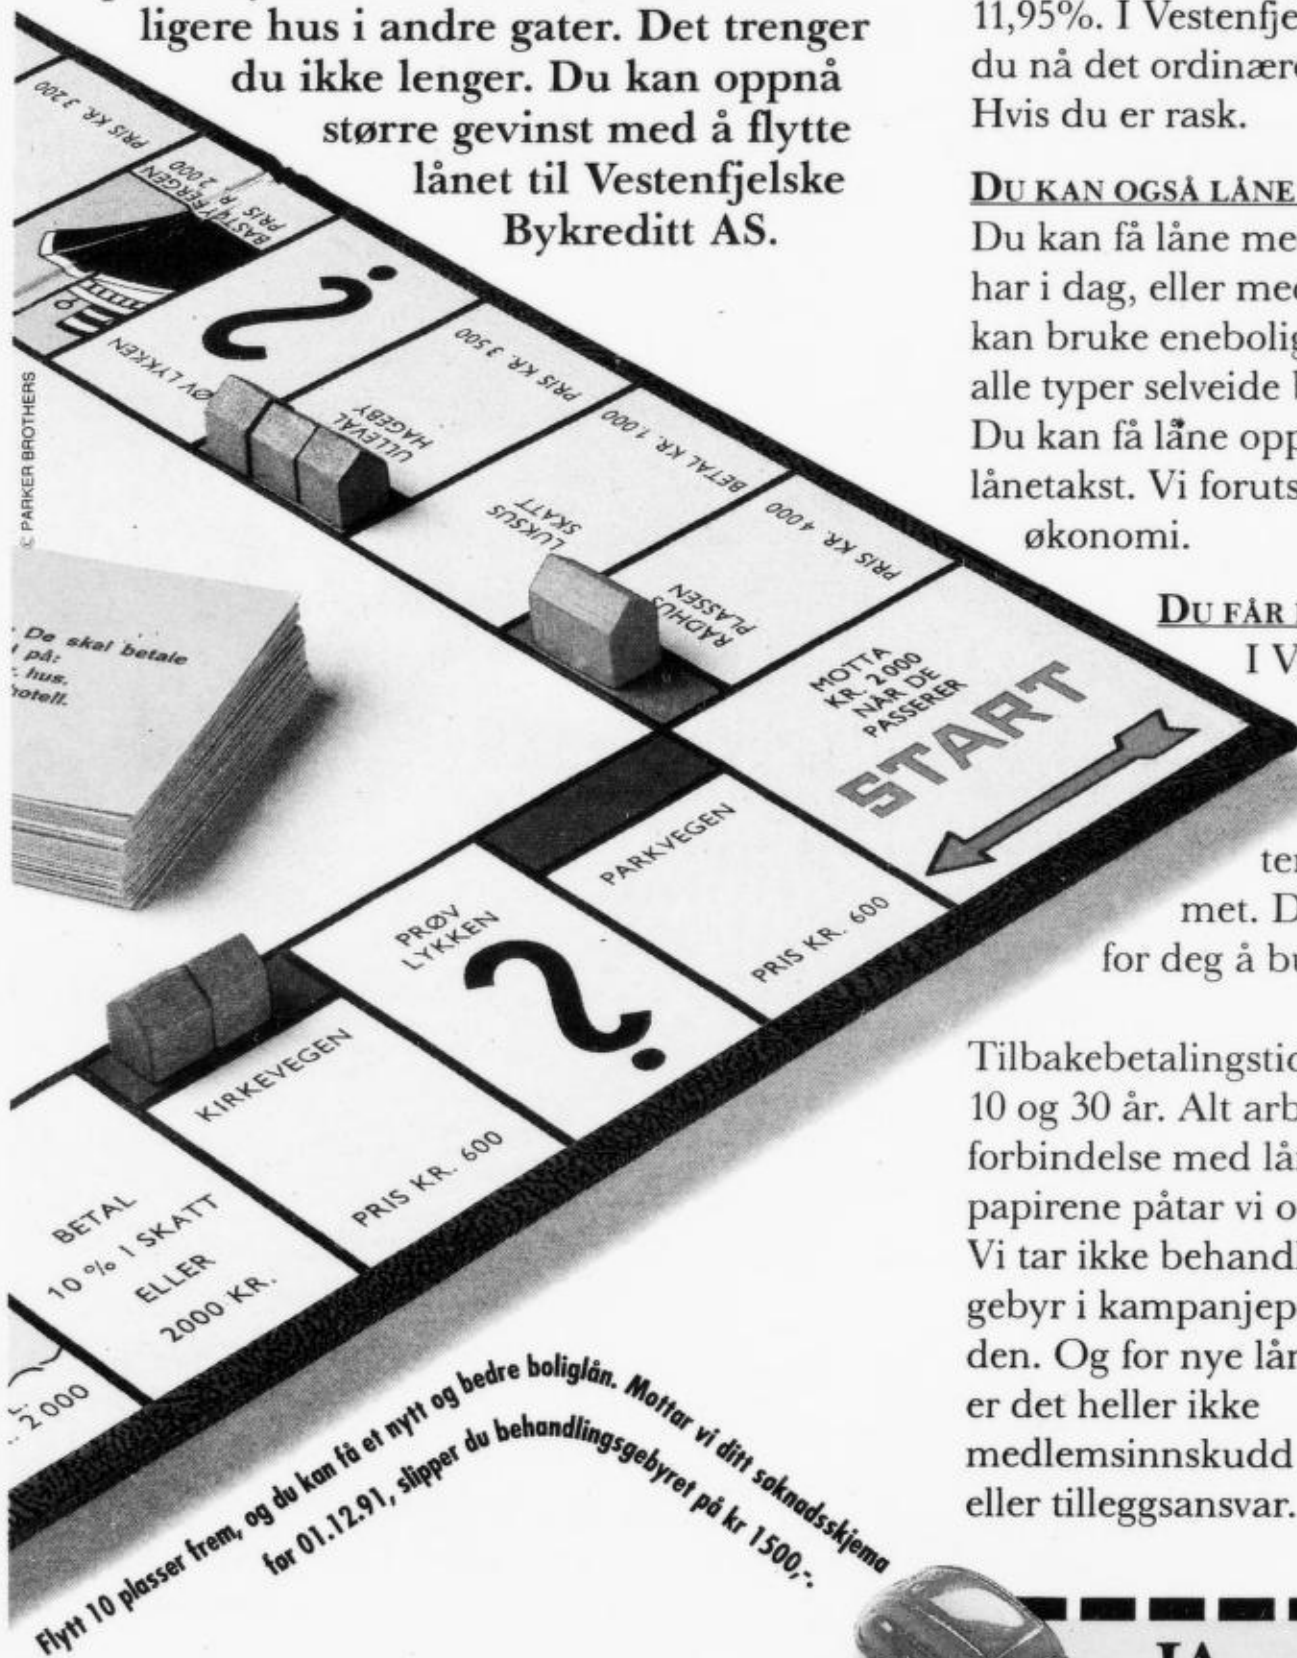 ligere hus i andre gater. Det trenger
du ikke lenger. Du kan oppnå
større gevinst med å flytte
lånet til Vestenfjelske
Bykreditt AS.
PRIS KR. 3 200
BASTØYFERGEN
2 000
? PRØV LYKKEN
ULLEVÅL
HAGEBY
PRIS KR. 3 500
LUKSUS
SKATT
BETAL KR. 1 000
RÅDHUS
PLASSEN
PRIS KR. 4 000
MOTTA
KR. 2 000
NÅR DE
PASSERER
START
PARKVEGEN
PRIS KR. 600
PRØV
LYKKEN
?
KIRKEVEGEN
PRIS KR. 600
BETAL
10 % I SKATT
ELLER
2000 KR.
2 000
© PARKER BROTHERS
De skal betale
på:
hus.
hotell.
Flytt 10 plasser frem, og du kan få et nytt og bedre boliglån. Mottar vi ditt søknadsskjema
før 01.12.91, slipper du behandlingsgebyret på kr 1500,-.
11,95%. I Vestenfje
du nå det ordinære
Hvis du er rask.
DU KAN OGSÅ LÅNE
Du kan få låne me
har i dag, eller med
kan bruke enebolig
alle typer selveide b
Du kan få låne opp
lånetakst. Vi foruts
økonomi.
DU FÅR
I V
ter
met. D
for deg å bu
Tilbakebetalingstid
10 og 30 år. Alt arb
forbindelse med lån
papirene påtar vi o
Vi tar ikke behandl
gebyr i kampanjep
den. Og for nye lån
er det heller ikke
medlemsinnskudd
eller tilleggsansvar.
JA